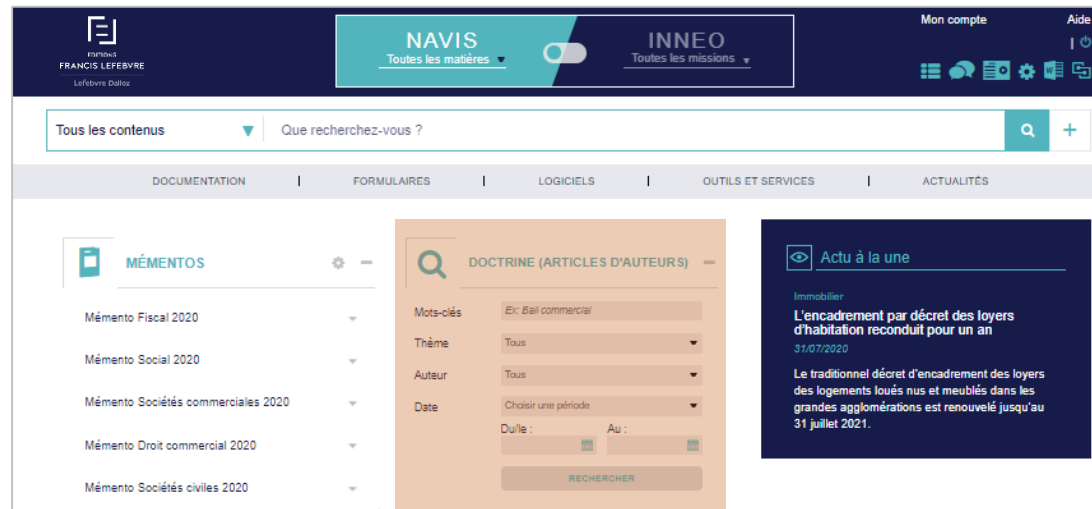 EDITIONS
FRANCIS LEFEBVRE
Lefebvre Dalloz
NAVIS
Toutes les matières
INNEO
Toutes les missions
Mon compte
Aide
Tous les contenus
Que recherchez-vous ?
DOCUMENTATION | FORMULAIRES | LOGICIELS | OUTILS ET SERVICES | ACTUALITÉS
MÉMENTOS
Mémento Fiscal 2020
Mémento Social 2020
Mémento Sociétés commerciales 2020
Mémento Droit commercial 2020
Mémento Sociétés civiles 2020
DOCTRINE (ARTICLES D'AUTEURS)
Mots-clés Ex: Bail commercial
Thème Tous
Auteur Tous
Date Choisir une période
Du/le : Au :
RECHERCHER
Actu à la une
Immobilier
L'encadrement par décret des loyers
d'habitation reconduit pour un an
31/07/2020
Le traditionnel décret d'encadrement des loyers
des logements loués nus et meublés dans les
grandes agglomérations est renouvelé jusqu'au
31 juillet 2021.